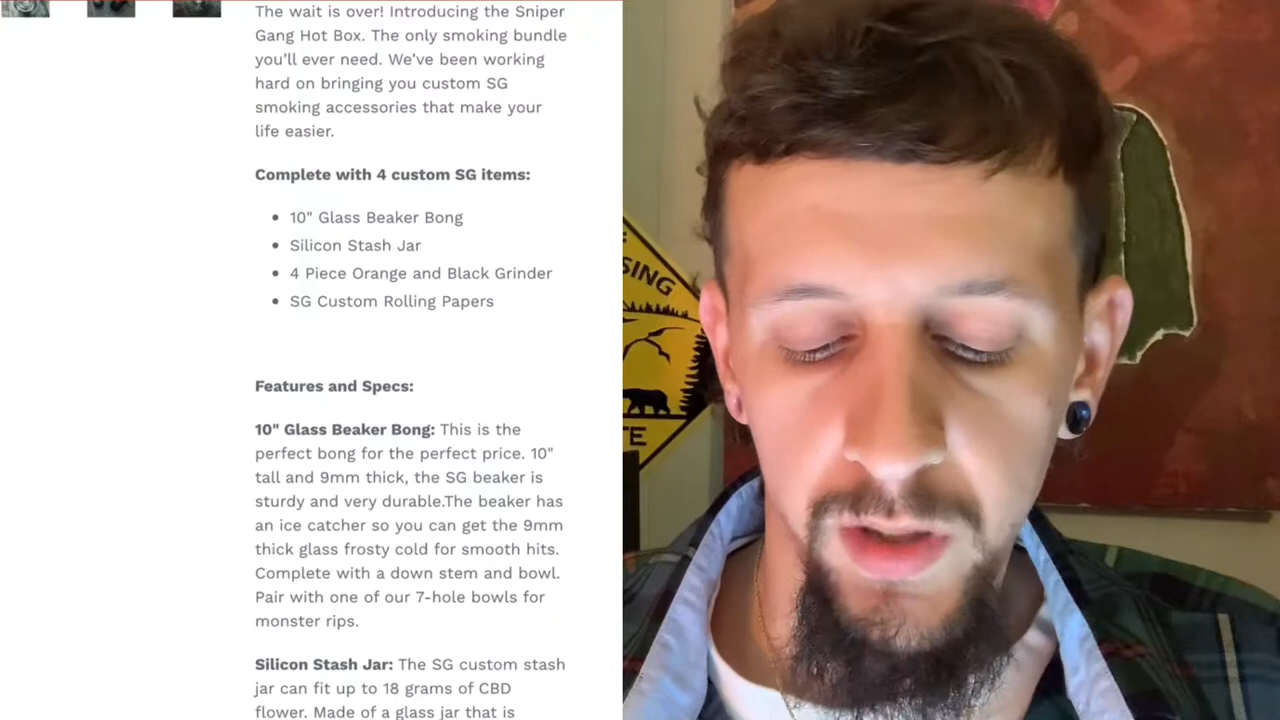 The wait is over! Introducing the Sniper
Gang Hot Box. The only smoking bundle
you'll ever need. We've been working
hard on bringing you custom SG
smoking accessories that make your
life easier.
Complete with 4 custom SG items:
• 10" Glass Beaker Bong
• Silicon Stash Jar
• 4 Piece Orange and Black Grinder
• SG Custom Rolling Papers
Features and Specs:
10" Glass Beaker Bong: This is the
perfect bong for the perfect price. 10"
tall and 9mm thick, the SG beaker is
sturdy and very durable.The beaker has
an ice catcher so you can get the 9mm
thick glass frosty cold for smooth hits.
Complete with a down stem and bowl.
Pair with one of our 7-hole bowls for
monster rips.
Silicon Stash Jar: The SG custom stash
jar can fit up to 18 grams of CBD
flower. Made of a glass jar that is
SING
TE